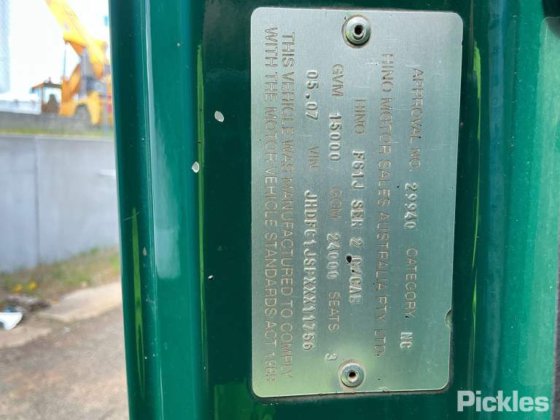 APPROVAL NO. 29940 CATEGORY NC
HINO MOTOR SALES AUSTRALIA PTY LTD
HINO FG1J SER 2
GVM 15000 GCM 24000 SEATS 3
05.07 VIN JHDFG1JSPXXX11766
THIS VEHICLE WAS MANUFACTURED TO COMPLY
WITH THE MOTOR VEHICLE STANDARDS ACT 1989
Pickles